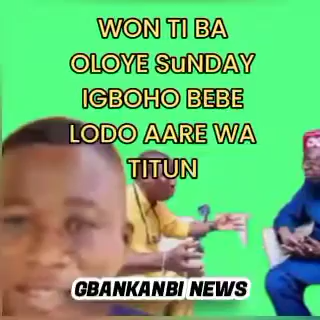 WON TI BA
OLOYE SuNDAY
IGBOHO BEBE
LODO AARE WA
TITUN
GBANKANBI NEWS